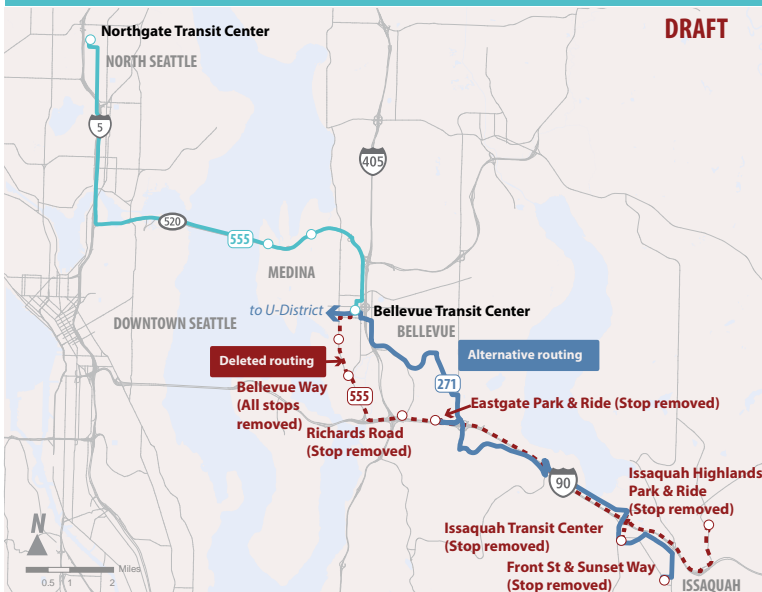 DRAFT
Northgate Transit Center
NORTH SEATTLE
5
405
520
555
MEDINA
to U-District
Bellevue Transit Center
DOWNTOWN SEATTLE
BELLEVUE
Deleted routing
Alternative routing
271
Bellevue Way
(All stops
removed)
555
Eastgate Park & Ride (Stop removed)
Richards Road
(Stop removed)
90
Issaquah Highlands
Park & Ride
(Stop removed)
Issaquah Transit Center
(Stop removed)
Front St & Sunset Way
(Stop removed)
ISSAQUAH
N
Miles
0.5 1 2